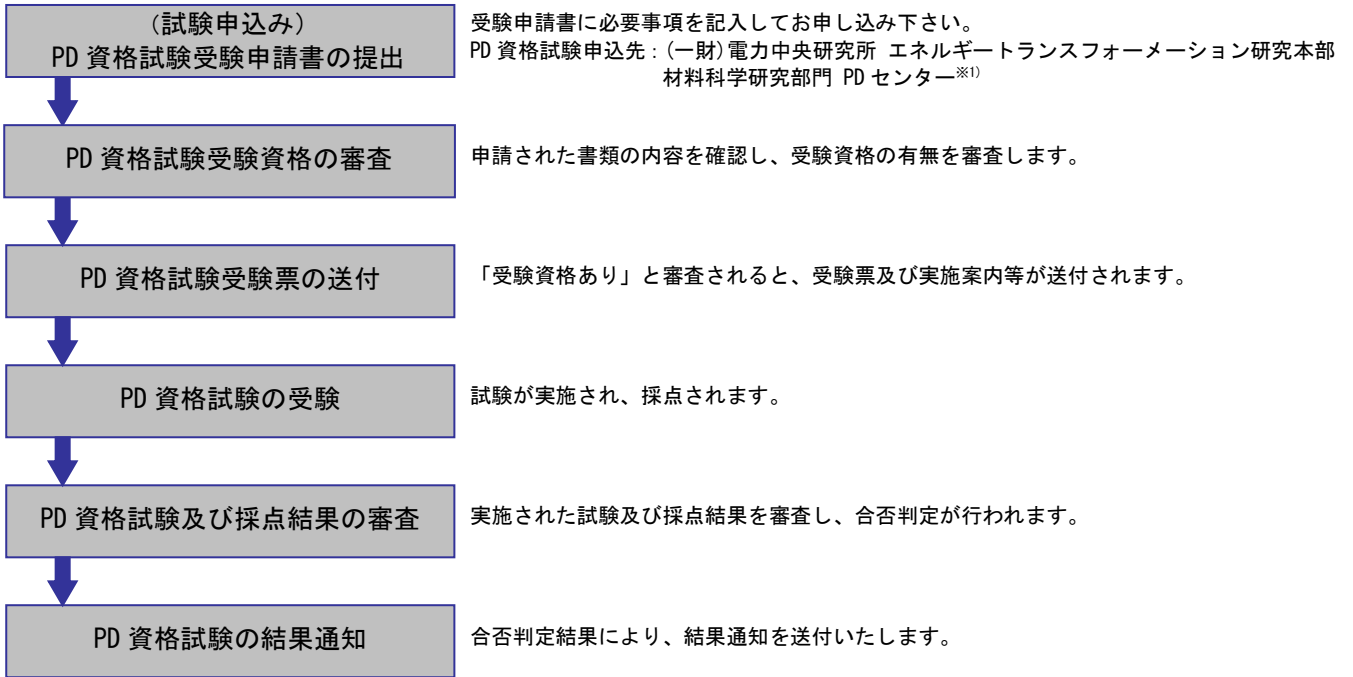 (試験申込み)
PD 資格試験受験申請書の提出
受験申請書に必要事項を記入してお申し込み下さい。
PD 資格試験申込先:(一財)電力中央研究所 エネルギートランスフォーメーション研究本部
材料科学研究部門 PD センター※1)
PD 資格試験受験資格の審査
申請された書類の内容を確認し、受験資格の有無を審査します。
PD 資格試験受験票の送付
「受験資格あり」と審査されると、受験票及び実施案内等が送付されます。
PD 資格試験の受験
試験が実施され、採点されます。
PD 資格試験及び採点結果の審査
実施された試験及び採点結果を審査し、合否判定が行われます。
PD 資格試験の結果通知
合否判定結果により、結果通知を送付いたします。